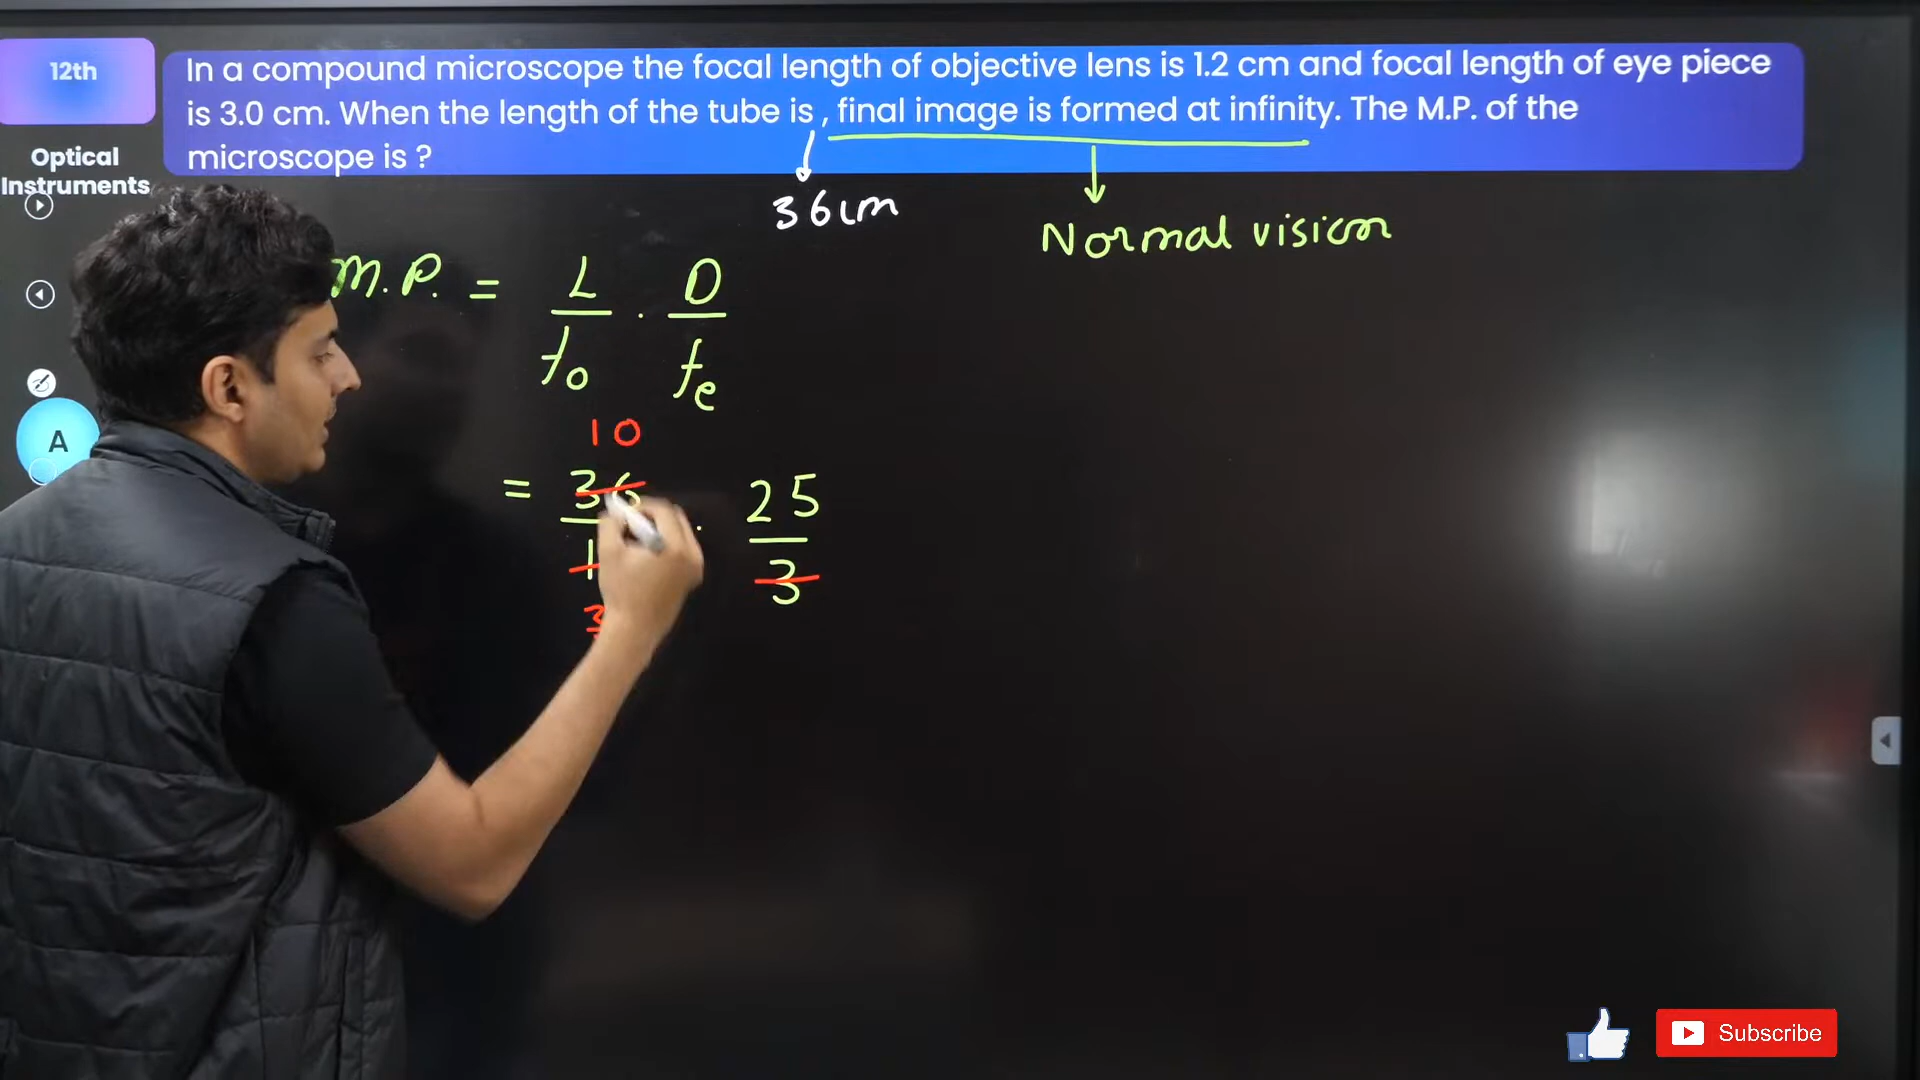 12th
In a compound microscope the focal length of objective lens is 1.2 cm and focal length of eye piece
is 3.0 cm. When the length of the tube is , final image is formed at infinity. The M.P. of the
microscope is ?
Optical
Instruments
36cm
Normal vision
M.P. = L/fo . D/fe
A
10
= 36/1 . 25/3
3
Subscribe